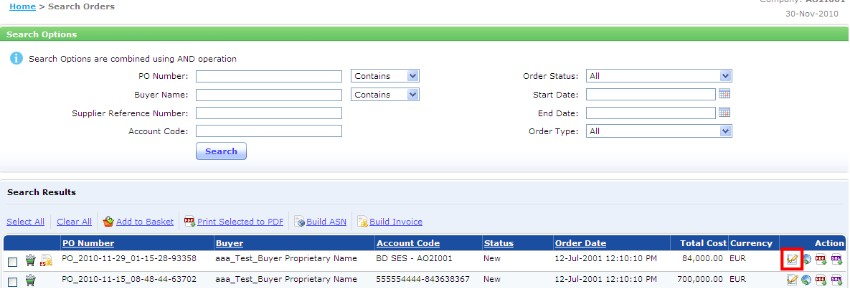 Home > Search Orders
30-Nov-2010
Search Options
Search Options are combined using AND operation
PO Number: Contains Order Status: All
Buyer Name: Contains Start Date:
Supplier Reference Number: End Date:
Account Code: Order Type: All
Search
Search Results
Select All Clear All Add to Basket Print Selected to PDF Build ASN Build Invoice
PO Number Buyer Account Code Status Order Date Total Cost Currency Action
PO_2010-11-29_01-15-28-93358 aaa_Test_Buyer Proprietary Name BD SES - AO2I001 New 12-Jul-2001 12:10:10 PM 84,000.00 EUR
PO_2010-11-15_08-48-44-63702 aaa_Test_Buyer Proprietary Name 555554444-843638367 New 12-Jul-2001 12:10:10 PM 700,000.00 EUR